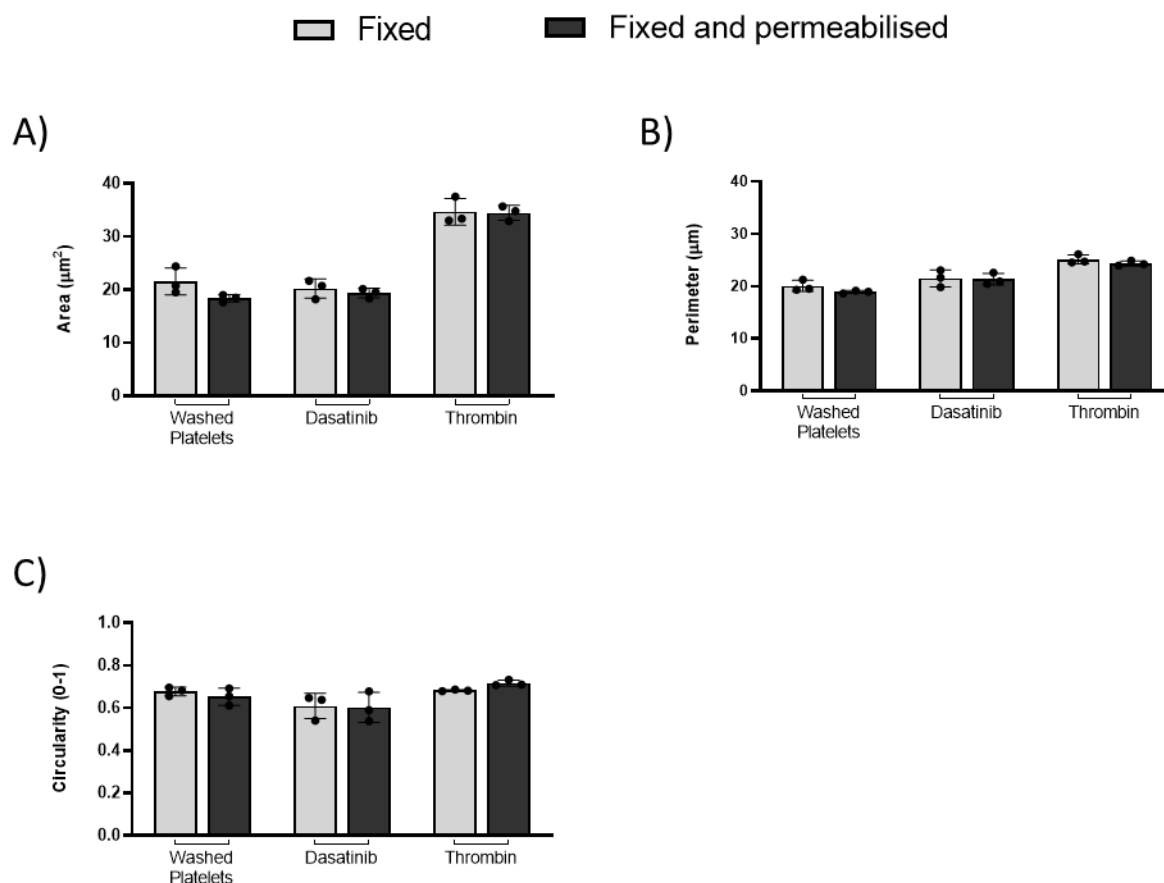 Fixed
Fixed and permeabilised
A)
Area (μm²)
40
30
20
10
0
Washed
Platelets
Dasatinib
Thrombin
B)
Perimeter (μm)
40
30
20
10
0
Washed
Platelets
Dasatinib
Thrombin
C)
Circularity (0-1)
1.0
0.8
0.6
0.4
0.2
0.0
Washed
Platelets
Dasatinib
Thrombin